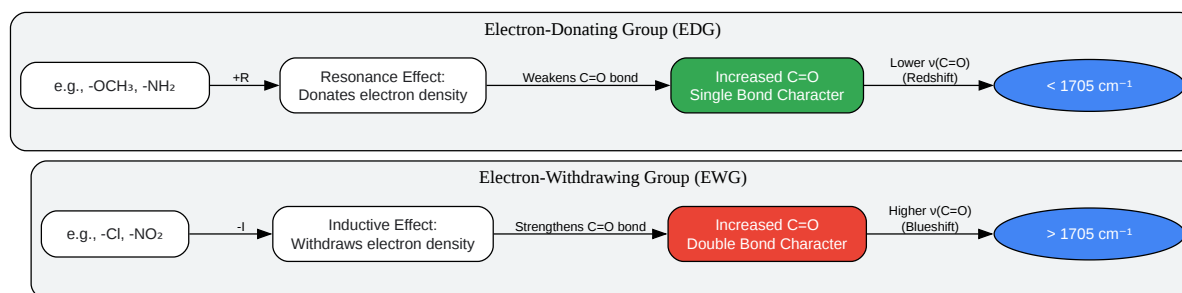 Electron-Donating Group (EDG)
e.g., -OCH₃, -NH₂
+R
Resonance Effect:
Donates electron density
Weakens C=O bond
Increased C=O
Single Bond Character
Lower ν(C=O)
(Redshift)
< 1705 cm⁻¹
Electron-Withdrawing Group (EWG)
e.g., -Cl, -NO₂
-I
Inductive Effect:
Withdraws electron density
Strengthens C=O bond
Increased C=O
Double Bond Character
Higher ν(C=O)
(Blueshift)
> 1705 cm⁻¹